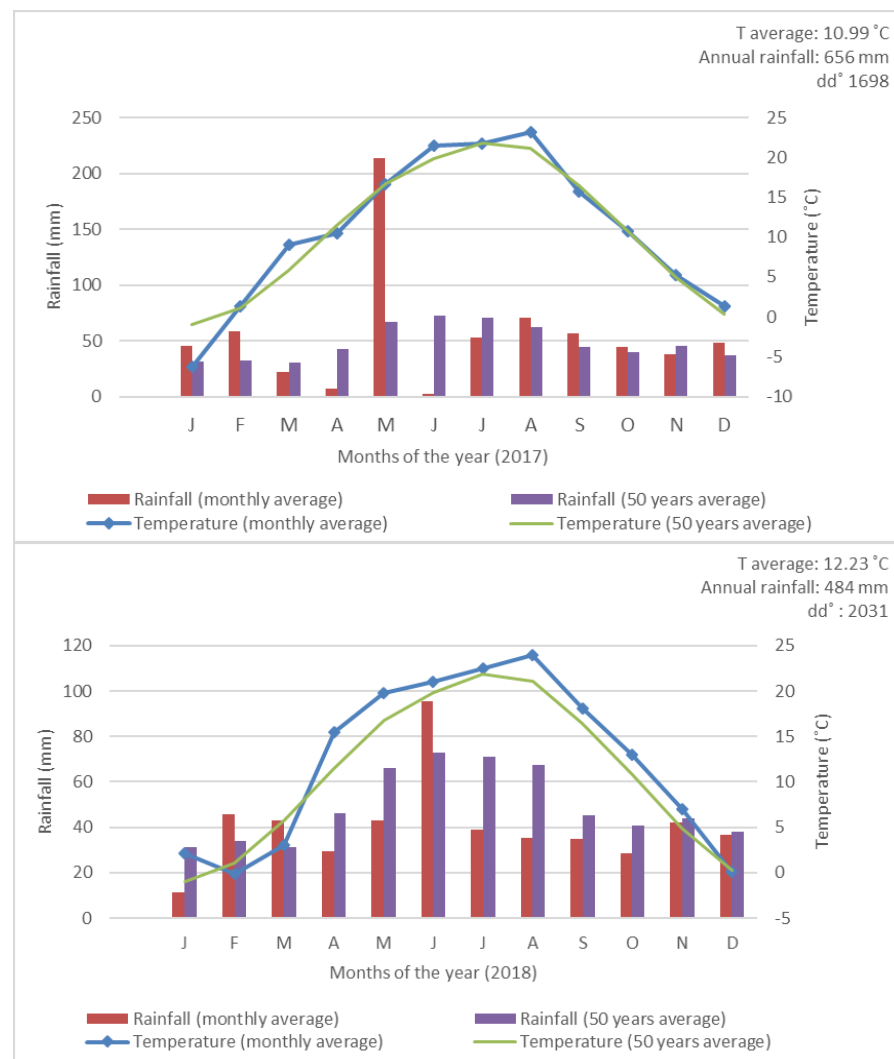 T average: 10.99 ˚C
Annual rainfall: 656 mm
dd˚ 1698
250
200
150
100
50
0
Rainfall (mm)
25
20
15
10
5
0
-5
-10
Temperature (˚C)
J F M A M J J A S O N D
Months of the year (2017)
Rainfall (monthly average) Rainfall (50 years average)
Temperature (monthly average) Temperature (50 years average)
T average: 12.23 ˚C
Annual rainfall: 484 mm
dd˚ : 2031
120
100
80
60
40
20
0
Rainfall (mm)
25
20
15
10
5
0
-5
Temperature (˚C)
J F M A M J J A S O N D
Months of the year (2018)
Rainfall (monthly average) Rainfall (50 years average)
Temperature (monthly average) Temperature (50 years average)